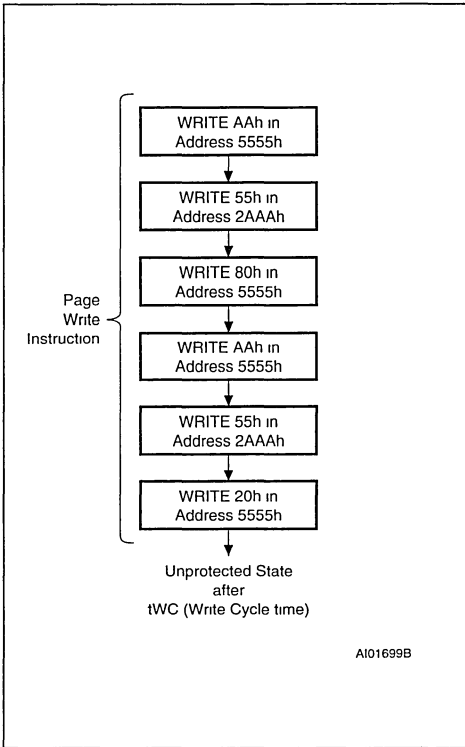 WRITE AAh in
Address 5555h
WRITE 55h in
Address 2AAAh
WRITE 80h in
Address 5555h
Page
Write
Instruction
WRITE AAh in
Address 5555h
WRITE 55h in
Address 2AAAh
WRITE 20h in
Address 5555h
Unprotected State
after
tWC (Write Cycle time)
AI01699B